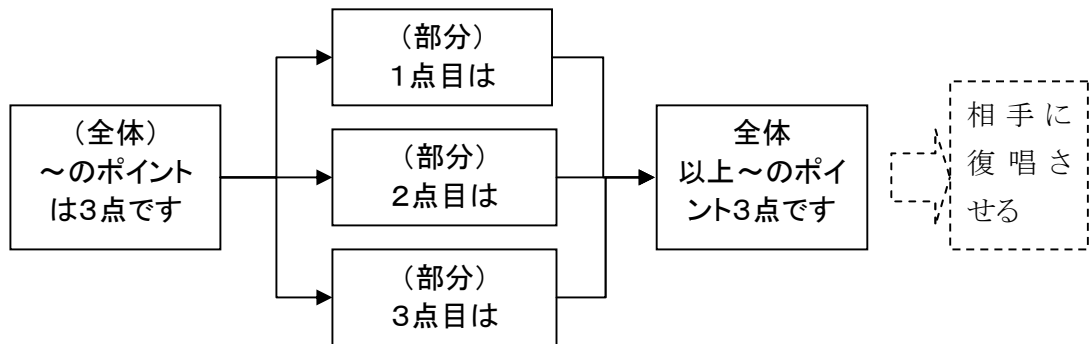 （全体）
～のポイント
は３点です
（部分）
１点目は
（部分）
２点目は
（部分）
３点目は
全体
以上～のポイ
ント３点です
相手に
復唱さ
せる